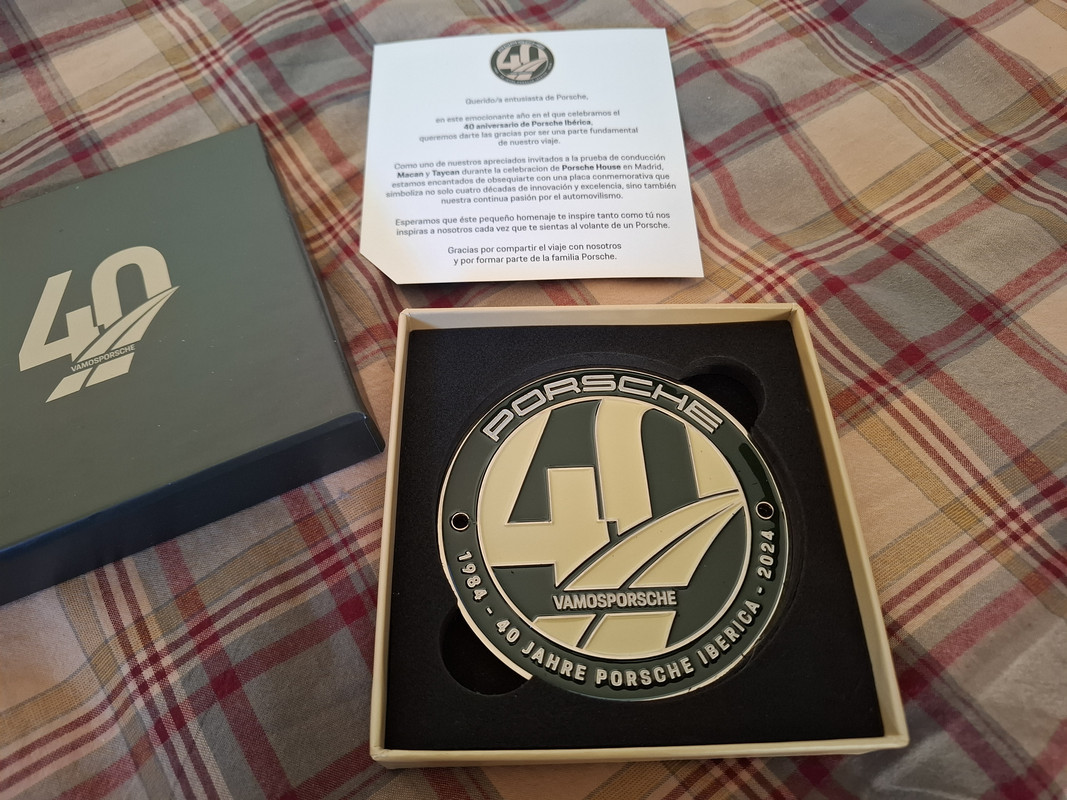 40
Querido/a entusiasta de Porsche,
en este emocionante año en el que celebramos el
40 aniversario de Porsche Ibérica,
queremos darte las gracias por ser una parte fundamental
de nuestro viaje.
Como uno de nuestros apreciados invitados a la prueba de conducción
Macan y Taycan durante la celebracion de Porsche House en Madrid,
estamos encantados de obsequiarte con una placa conmemorativa que
simboliza no solo cuatro décadas de innovación y excelencia, sino también
nuestra continua pasión por el automovilismo.
Esperamos que éste pequeño homenaje te inspire tanto como tú nos
inspiras a nosotros cada vez que te sientas al volante de un Porsche.
Gracias por compartir el viaje con nosotros
y por formar parte de la familia Porsche.
40
VAMOSPORSCHE
PORSCHE
40
VAMOSPORSCHE
1984 - 40 JAHRE PORSCHE IBERICA - 2024